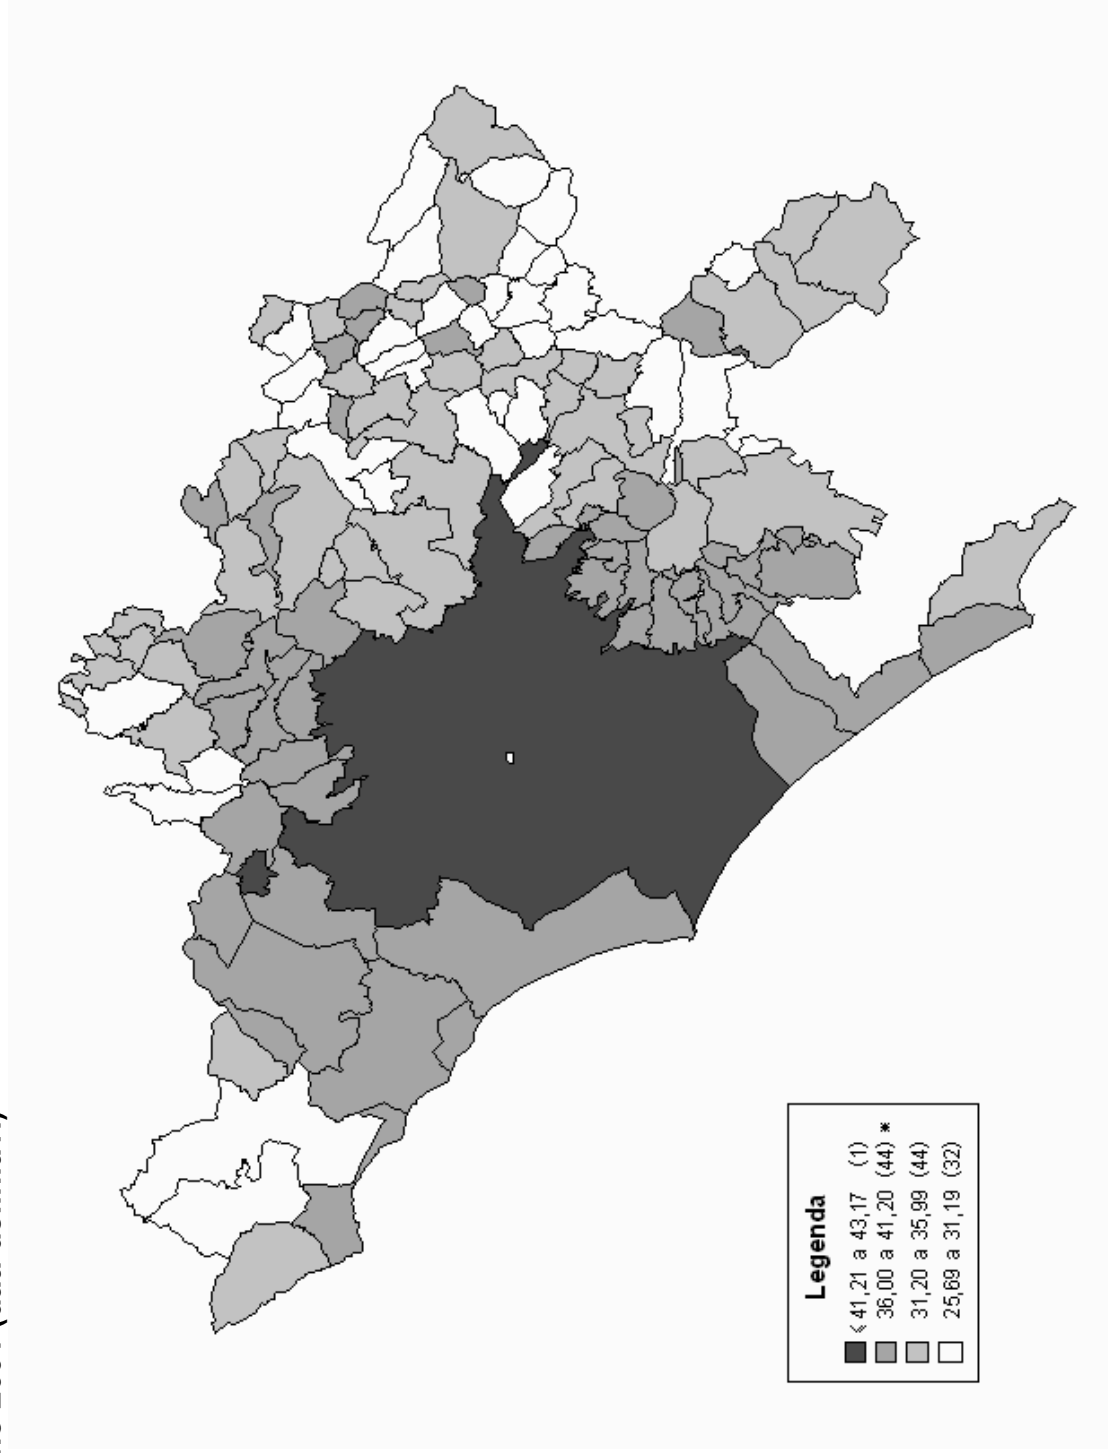 Legenda
< 41,21 a 43,17 (1)
36,00 a 41,20 (44) *
31,20 a 35,99 (44)
25,69 a 31,19 (32)